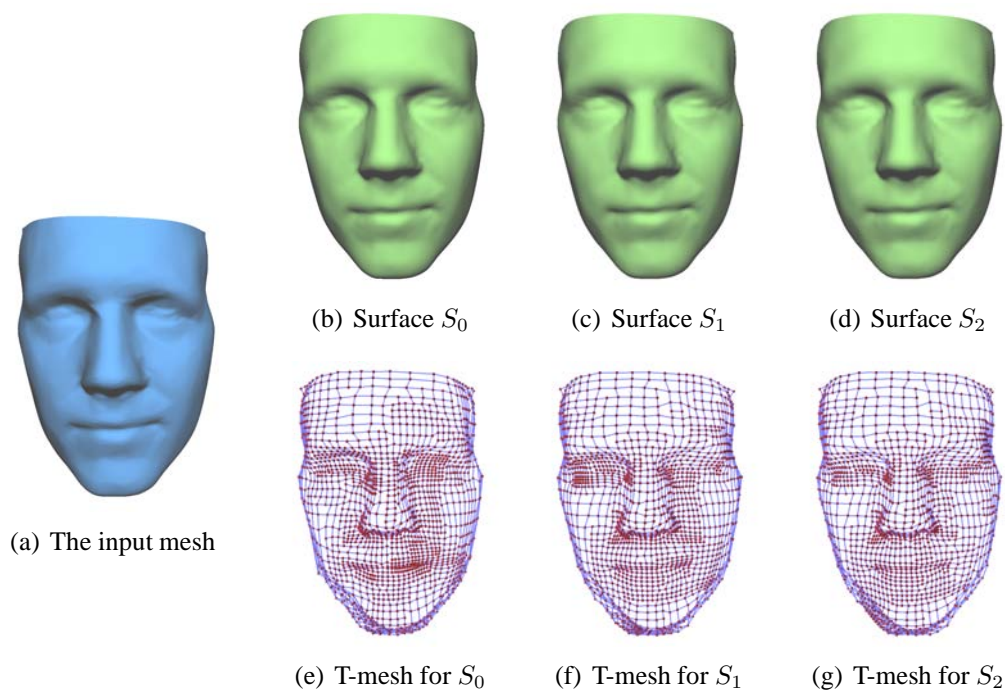 (b) Surface S₀
(c) Surface S₁
(d) Surface S₂
(a) The input mesh
(e) T-mesh for S₀
(f) T-mesh for S₁
(g) T-mesh for S₂